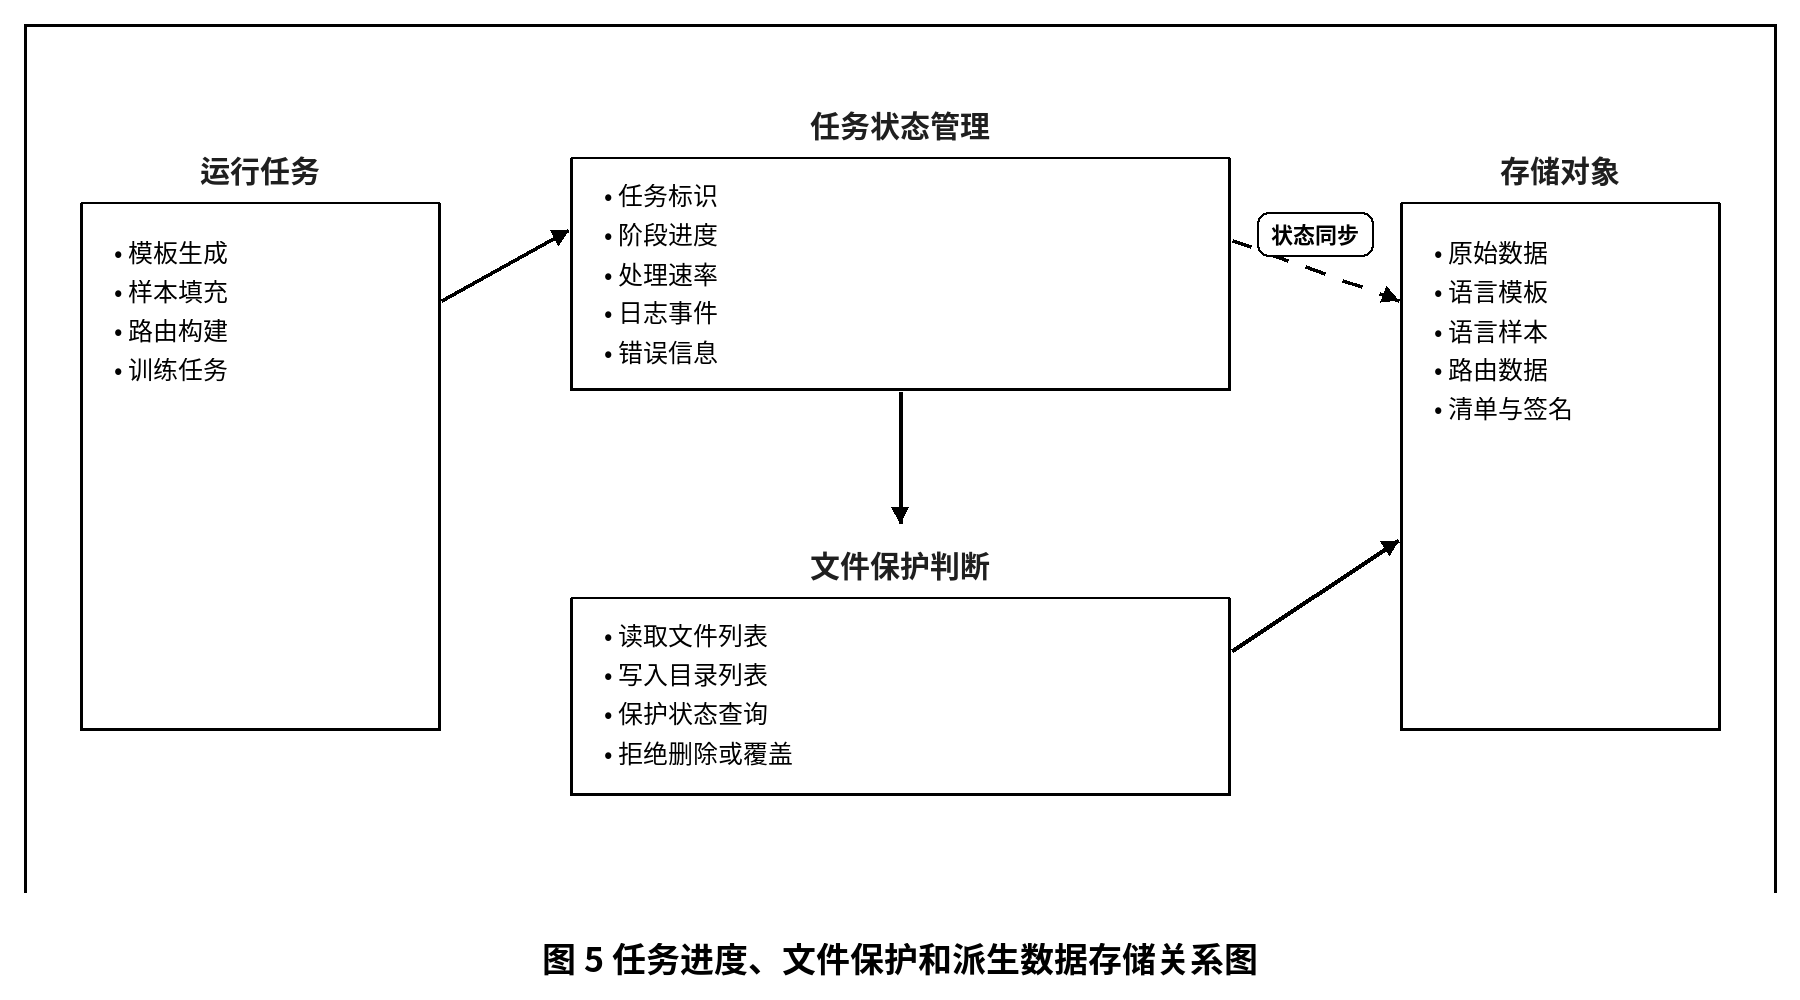 运行任务
• 模板生成
• 样本填充
• 路由构建
• 训练任务
任务状态管理
• 任务标识
• 阶段进度
• 处理速率
• 日志事件
• 错误信息
状态同步
文件保护判断
• 读取文件列表
• 写入目录列表
• 保护状态查询
• 拒绝删除或覆盖
存储对象
• 原始数据
• 语言模板
• 语言样本
• 路由数据
• 清单与签名
图 5 任务进度、文件保护和派生数据存储关系图